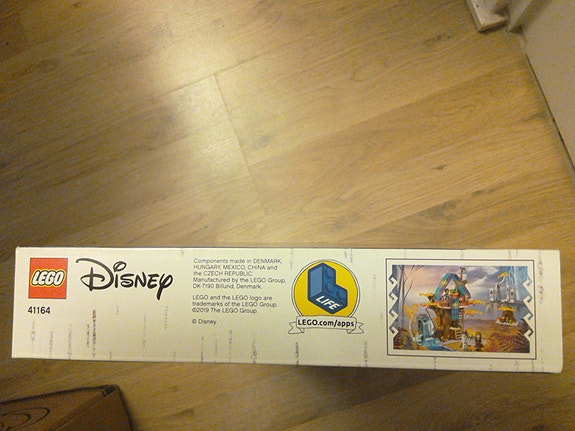 LEGO
Disney
41164
Components made in DENMARK,
HUNGARY, MEXICO, CHINA and
the CZECH REPUBLIC.
Manufactured by the LEGO Group,
DK-7190 Billund, Denmark.
LEGO and the LEGO logo are
trademarks of the LEGO Group.
©2019 The LEGO Group.
© Disney
LIFE
LEGO.com/apps